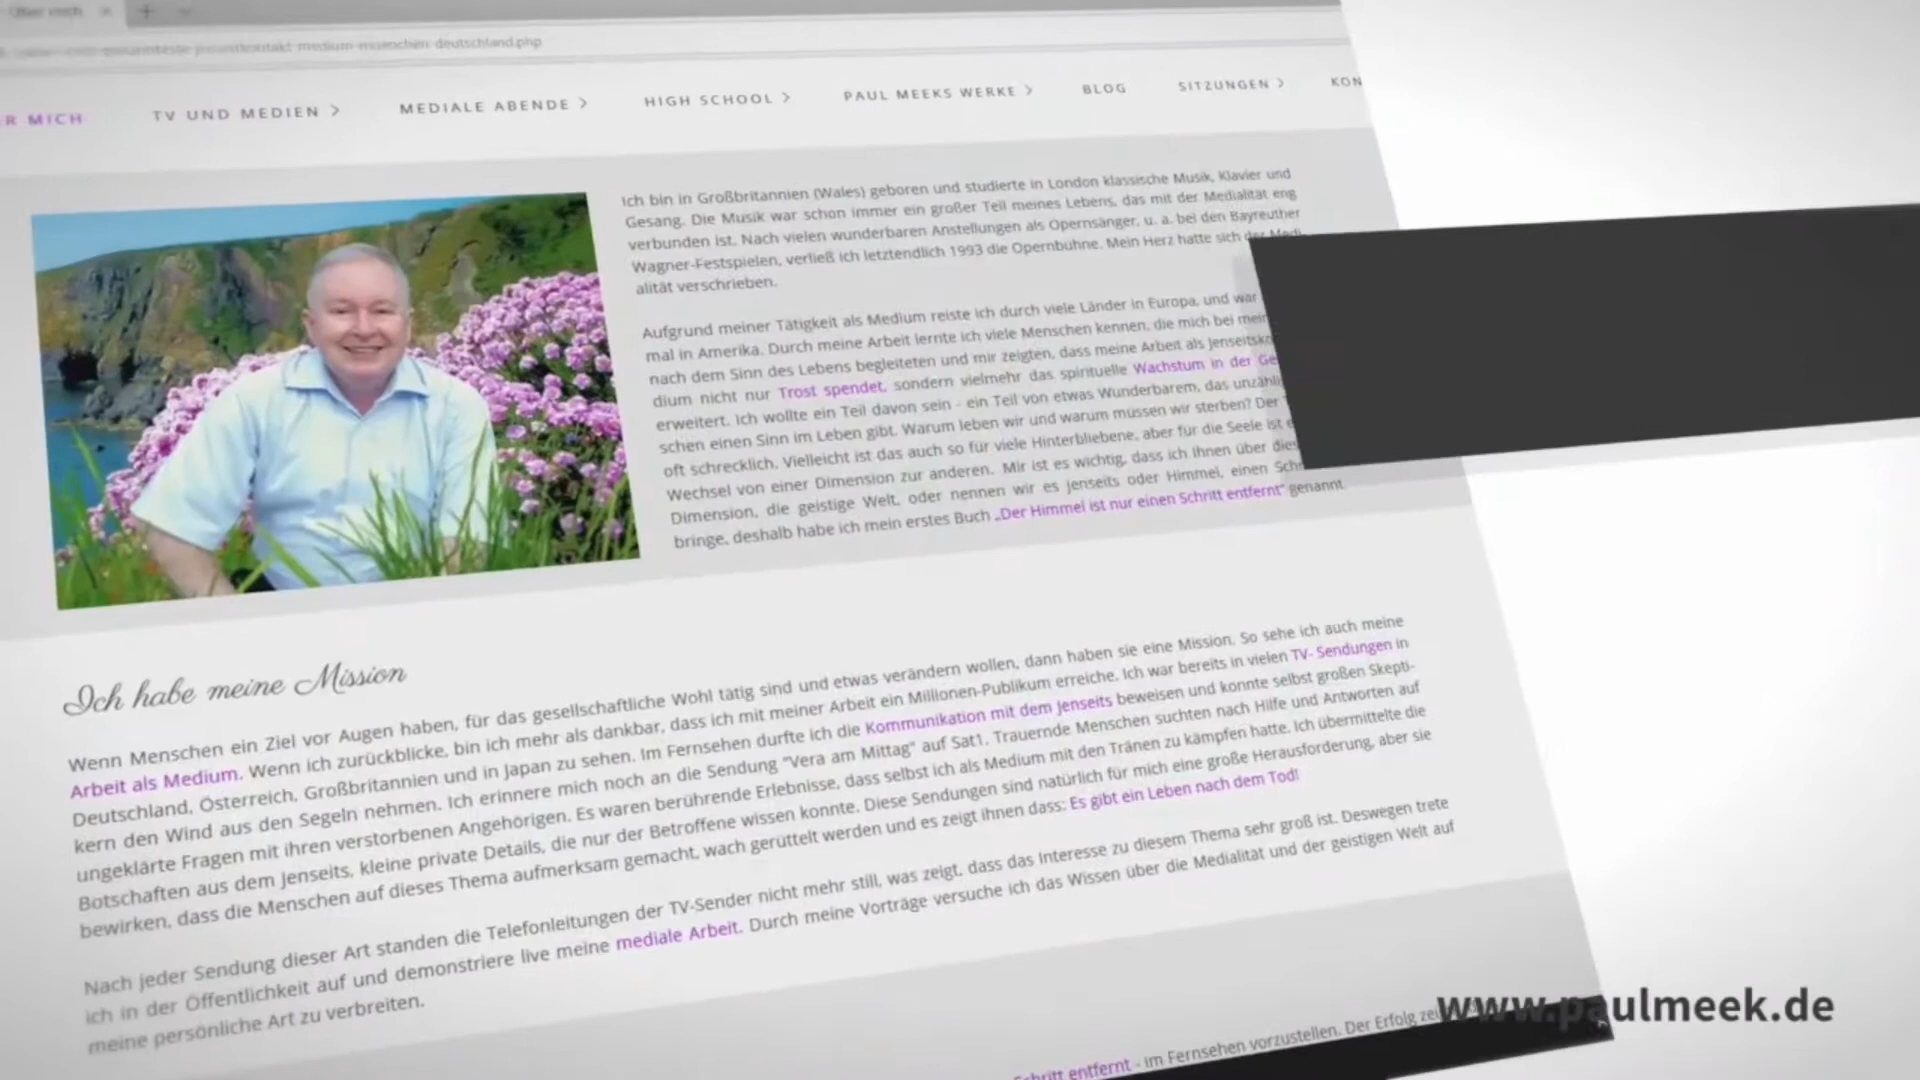 Über mich
medium-muenchen-deutschland.php
R MICH
TV UND MEDIEN
MEDIALE ABENDE
HIGH SCHOOL
PAUL MEEKS WERKE
BLOG
SITZUNGEN
KON
Ich bin in Großbritannien (Wales) geboren und studierte in London klassische Musik, Klavier und
Gesang. Die Musik war schon immer ein großer Teil meines Lebens, das mit der Medialität eng
verbunden ist. Nach vielen wunderbaren Anstellungen als Opernsänger, u. a. bei den Bayreuther
Wagner-Festspielen, verließ ich letztendlich 1993 die Opernbühne. Mein Herz hatte sich der Medi
alität verschrieben.
Aufgrund meiner Tätigkeit als Medium reiste ich durch viele Länder in Europa, und war
mal in Amerika. Durch meine Arbeit lernte ich viele Menschen kennen, die mich bei mein
nach dem Sinn des Lebens begleiteten und mir zeigten, dass meine Arbeit als Jenseitsko
dium nicht nur Trost spendet, sondern vielmehr das spirituelle Wachstum in der Ge
erweitert. Ich wollte ein Teil davon sein - ein Teil von etwas Wunderbarem, das unzähli
schen einen Sinn im Leben gibt. Warum leben wir und warum müssen wir sterben? Der
oft schrecklich. Vielleicht ist das auch so für viele Hinterbliebene, aber für die Seele ist e
Wechsel von einer Dimension zur anderen. Mir ist es wichtig, dass ich Ihnen über dies
Dimension, die geistige Welt, oder nennen wir es Jenseits oder Himmel, einen Schr
bringe, deshalb habe ich mein erstes Buch „Der Himmel ist nur einen Schritt entfernt" genannt.
Ich habe meine Mission
Wenn Menschen ein Ziel vor Augen haben, für das gesellschaftliche Wohl tätig sind und etwas verändern wollen, dann haben sie eine Mission. So sehe ich auch meine
Arbeit als Medium. Wenn ich zurückblicke, bin ich mehr als dankbar, dass ich mit meiner Arbeit ein Millionen-Publikum erreiche. Ich war bereits in vielen TV- Sendungen in
Deutschland, Österreich, Großbritannien und in Japan zu sehen. Im Fernsehen durfte ich die Kommunikation mit dem Jenseits beweisen und konnte selbst großen Skepti-
kern den Wind aus den Segeln nehmen. Ich erinnere mich noch an die Sendung "Vera am Mittag" auf Sat1. Trauernde Menschen suchten nach Hilfe und Antworten auf
ungeklärte Fragen mit ihren verstorbenen Angehörigen. Es waren berührende Erlebnisse, dass selbst ich als Medium mit den Tränen zu kämpfen hatte. Ich übermittelte die
Botschaften aus dem Jenseits, kleine private Details, die nur der Betroffene wissen konnte. Diese Sendungen sind natürlich für mich eine große Herausforderung, aber sie
bewirken, dass die Menschen auf dieses Thema aufmerksam gemacht, wach gerüttelt werden und es zeigt ihnen dass: Es gibt ein Leben nach dem Tod!
Nach jeder Sendung dieser Art standen die Telefonleitungen der TV-Sender nicht mehr still, was zeigt, dass das Interesse zu diesem Thema sehr groß ist. Deswegen trete
ich in der Öffentlichkeit auf und demonstriere live meine mediale Arbeit. Durch meine Vorträge versuche ich das Wissen über die Medialität und der geistigen Welt auf
meine persönliche Art zu verbreiten.
Schritt entfernt - im Fernsehen vorzustellen. Der Erfolg zei
www.paulmeek.de